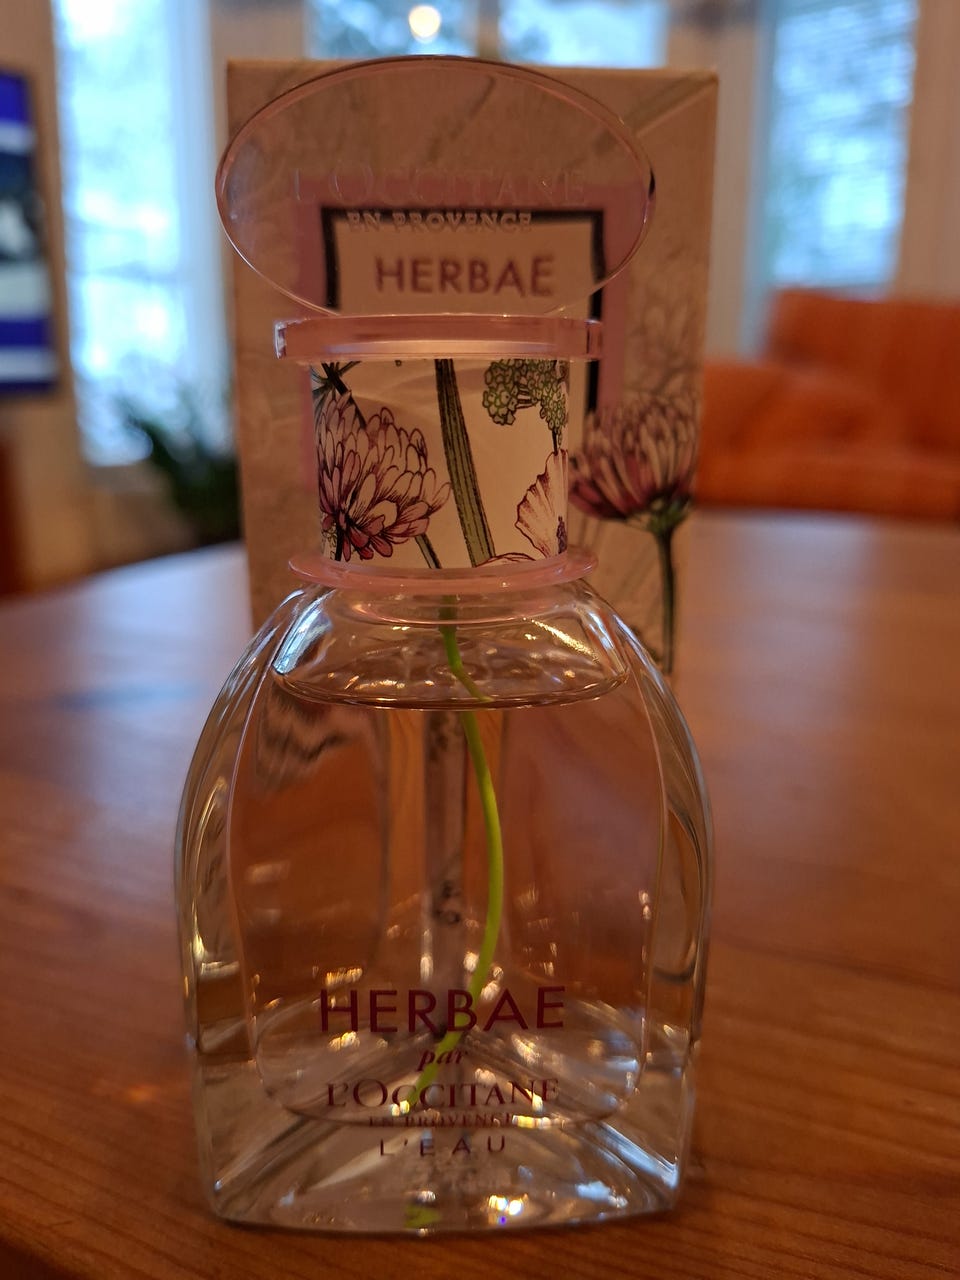 L'OCCITANE
EN PROVENCE
HERBAE
HERBAE
par
L'OCCITANE
EN PROVENCE
L'EAU